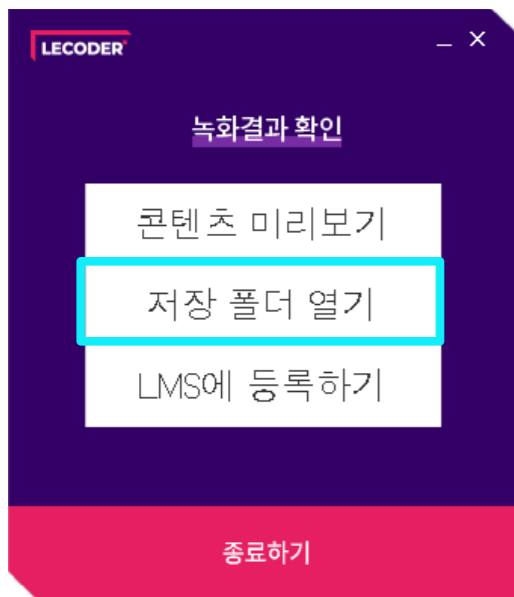 LECODER
녹화결과 확인
콘텐츠 미리보기
저장 폴더 열기
LMS에 등록하기
종료하기